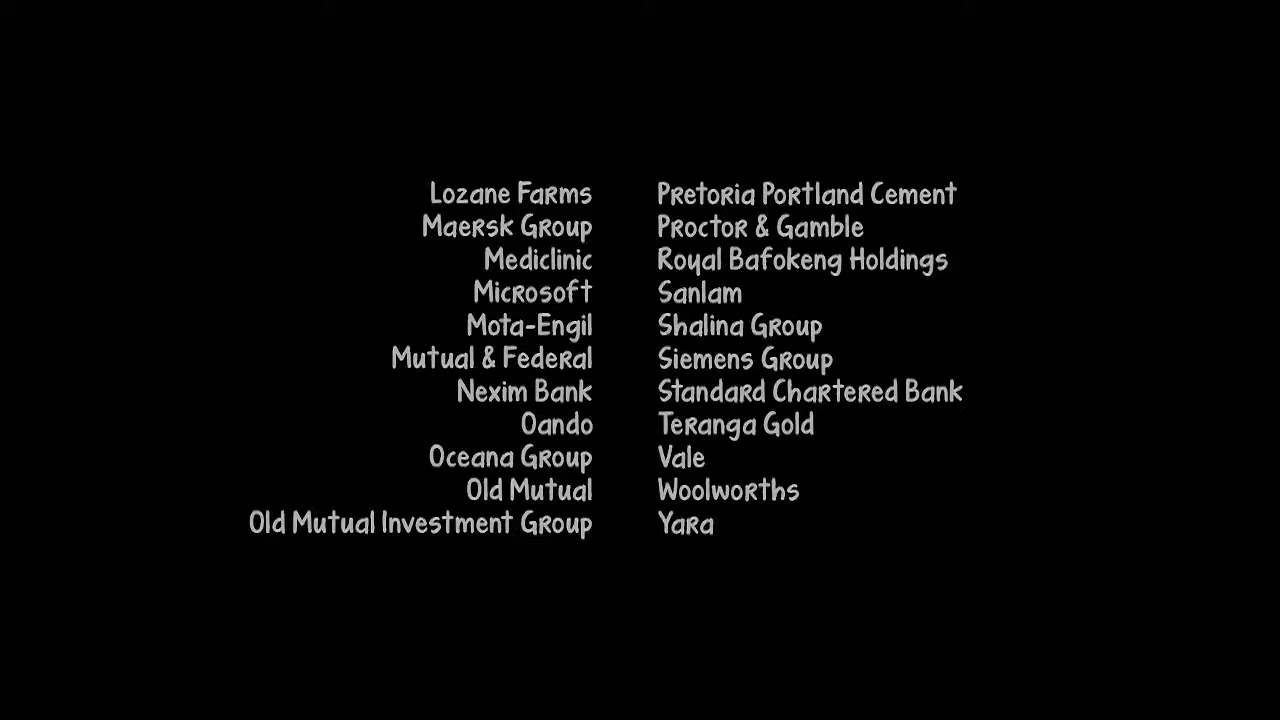 Lozane Farms
Maersk Group
Mediclinic
Microsoft
Mota-Engil
Mutual & Federal
Nexim Bank
Oando
Oceana Group
Old Mutual
Old Mutual Investment Group
Pretoria Portland Cement
Proctor & Gamble
Royal Bafokeng Holdings
Sanlam
Shalina Group
Siemens Group
Standard Chartered Bank
Teranga Gold
Vale
Woolworths
Yara